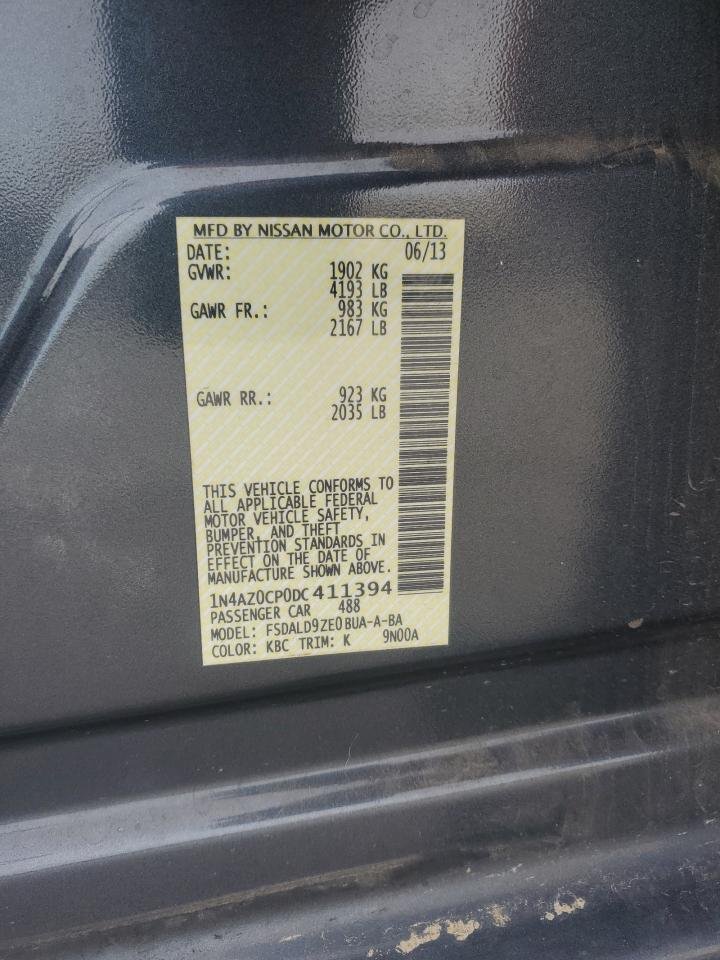 MFD BY NISSAN MOTOR CO., LTD.
DATE: 06/13
GVWR: 1902 KG
4193 LB
GAWR FR.: 983 KG
2167 LB
GAWR RR.: 923 KG
2035 LB
THIS VEHICLE CONFORMS TO
ALL APPLICABLE FEDERAL
MOTOR VEHICLE SAFETY,
BUMPER, AND THEFT
PREVENTION STANDARDS IN
EFFECT ON THE DATE OF
MANUFACTURE SHOWN ABOVE.
1N4AZ0CP0DC411394
PASSENGER CAR 488
MODEL: FSDALD9ZE0BUA-A-BA
COLOR: KBC TRIM: K 9N00A